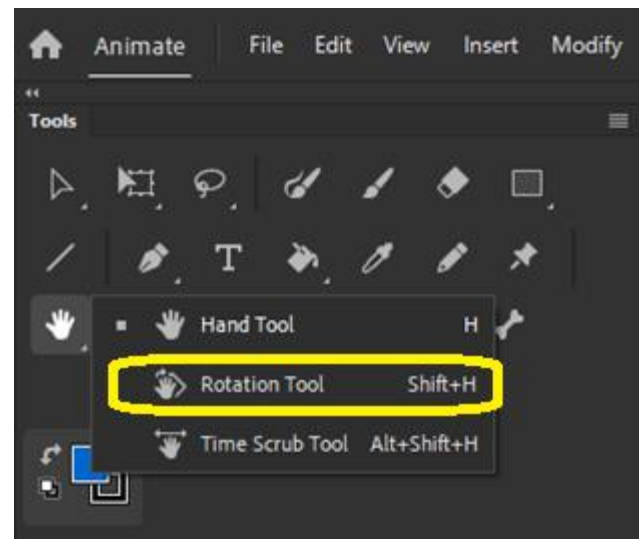 Animate File Edit View Insert Modify
Tools
T
Hand Tool H
Rotation Tool Shift+H
Time Scrub Tool Alt+Shift+H